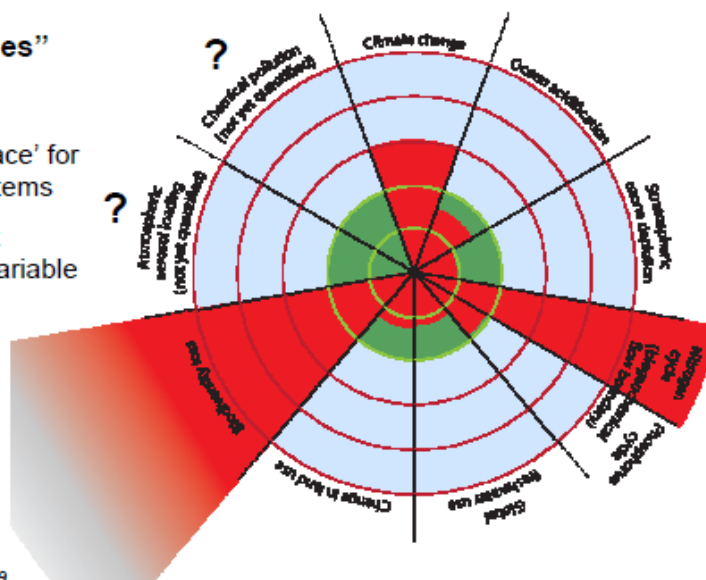 es”
ace’ for
tems
ariable
?
?
Climate change
Ocean acidification
Stratospheric
ozone depletion
Nitrogen
cycle
(biogeochemical
flow boundary)
Phosphorus
cycle
Global
freshwater use
Change in land use
Biodiversity loss
Atmospheric
aerosol loading
(not yet quantified)
Chemical pollution
(not yet quantified)
9